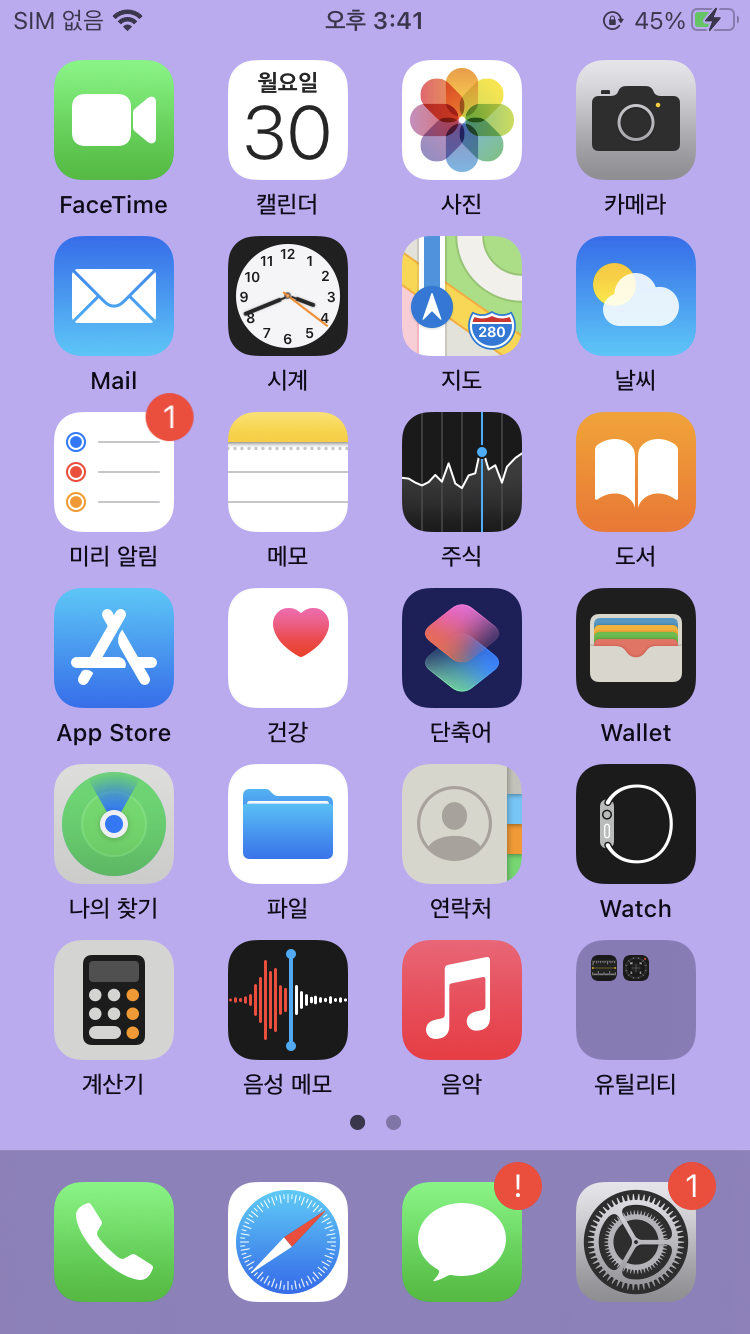 SIM 없음 오후 3:41 45%
월요일
30
FaceTime 캘린더 사진 카메라
12
11 1
10 2
9 3
8 4
7 5
6
280
Mail 시계 지도 날씨
1
미리 알림 메모 주식 도서
App Store 건강 단축어 Wallet
나의 찾기 파일 연락처 Watch
계산기 음성 메모 음악 유틸리티
! 1